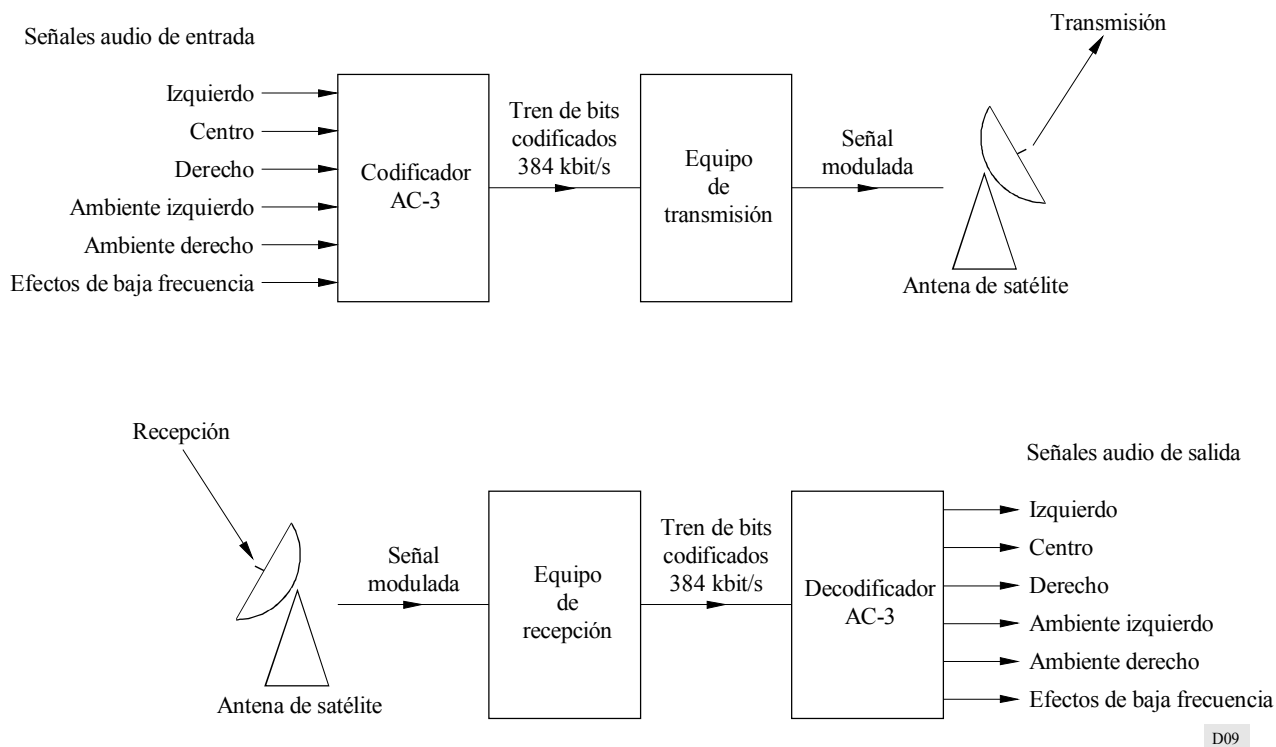 Transmisión
Señales audio de entrada
Izquierdo
Centro
Derecho
Ambiente izquierdo
Ambiente derecho
Efectos de baja frecuencia
Codificador
AC-3
Tren de bits
codificados
384 kbit/s
Equipo
de
transmisión
Señal
modulada
Antena de satélite
Recepción
Antena de satélite
Señal
modulada
Equipo
de
recepción
Tren de bits
codificados
384 kbit/s
Decodificador
AC-3
Señales audio de salida
Izquierdo
Centro
Derecho
Ambiente izquierdo
Ambiente derecho
Efectos de baja frecuencia
D09